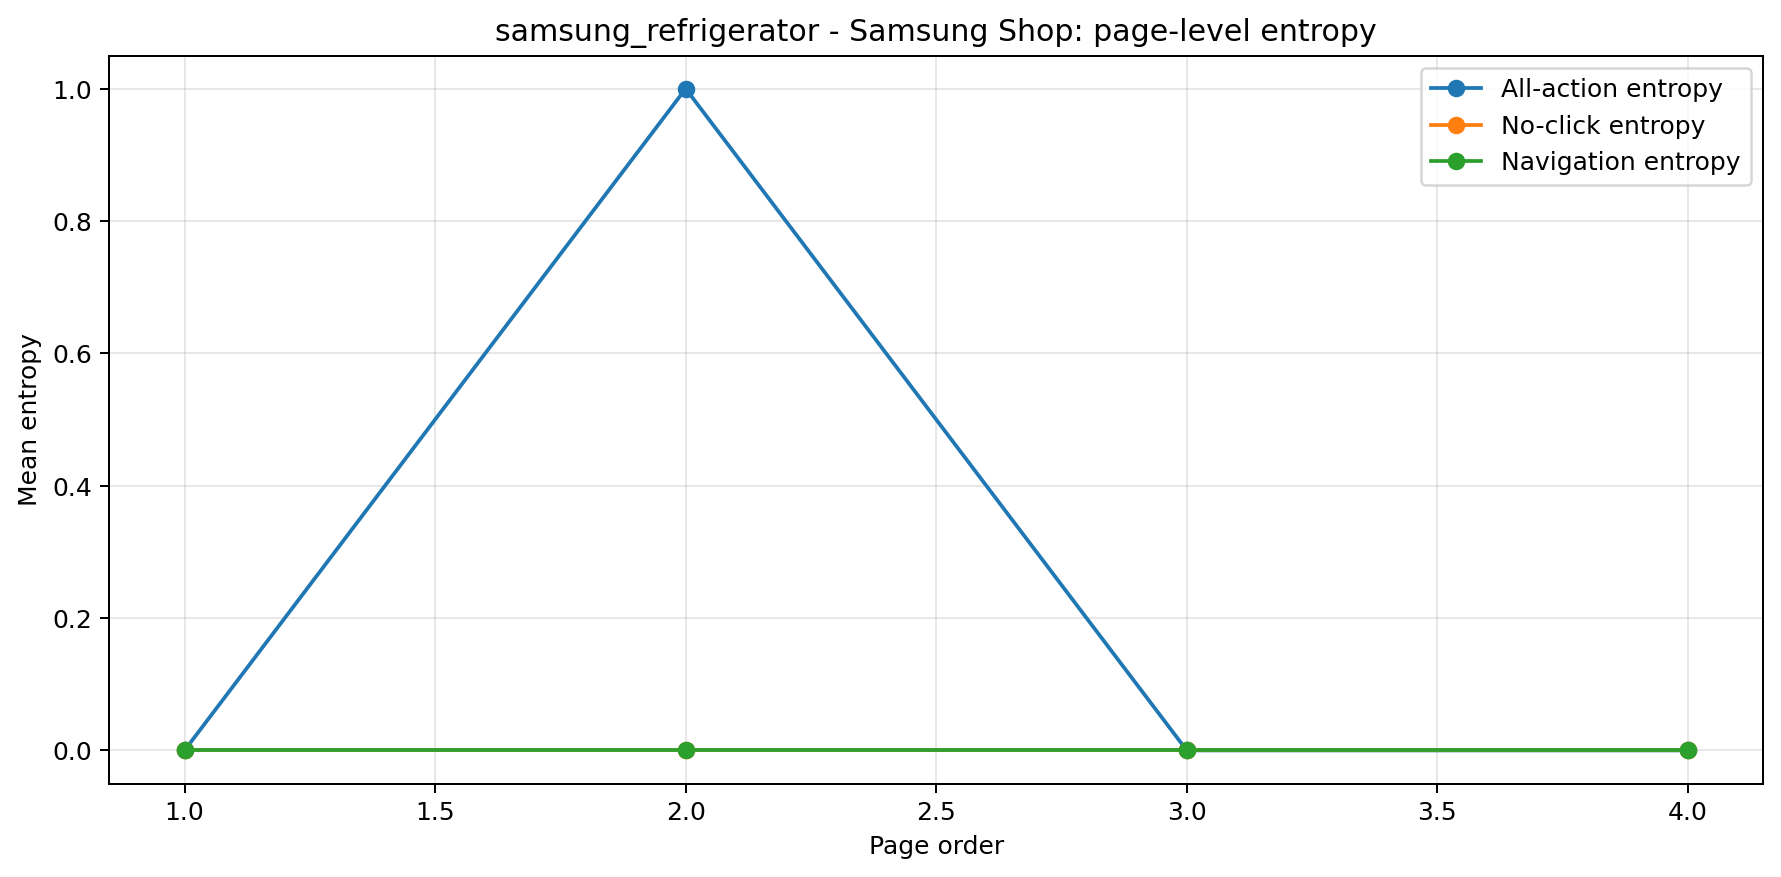 samsung_refrigerator - Samsung Shop: page-level entropy
All-action entropy
No-click entropy
Navigation entropy
Mean entropy
1.0
0.8
0.6
0.4
0.2
0.0
1.0 1.5 2.0 2.5 3.0 3.5 4.0
Page order